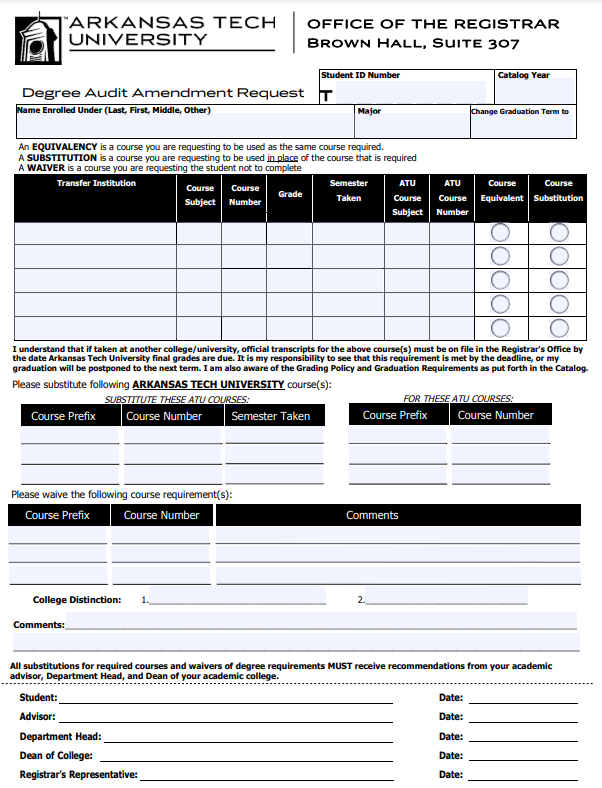 ARKANSAS TECH
UNIVERSITY
OFFICE OF THE REGISTRAR
BROWN HALL, SUITE 307
Degree Audit Amendment Request
Student ID Number
T
Catalog Year
Name Enrolled Under (Last, First, Middle, Other)
Major
Change Graduation Term to
An EQUIVALENCY is a course you are requesting to be used as the same course required.
A SUBSTITUTION is a course you are requesting to be used in place of the course that is required
A WAIVER is a course you are requesting the student not to complete
Transfer Institution
Course Subject
Course Number
Grade
Semester Taken
ATU Course Subject
ATU Course Number
Course Equivalent
Course Substitution
I understand that if taken at another college/university, official transcripts for the above course(s) must be on file in the Registrar's Office by
the date Arkansas Tech University final grades are due. It is my responsibility to see that this requirement is met by the deadline, or my
graduation will be postponed to the next term. I am also aware of the Grading Policy and Graduation Requirements as put forth in the Catalog.
Please substitute following ARKANSAS TECH UNIVERSITY course(s):
SUBSTITUTE THESE ATU COURSES:
FOR THESE ATU COURSES:
Course Prefix
Course Number
Semester Taken
Course Prefix
Course Number
Please waive the following course requirement(s):
Course Prefix
Course Number
Comments
College Distinction: 1. 2.
Comments:
All substitutions for required courses and waivers of degree requirements MUST receive recommendations from your academic
advisor, Department Head, and Dean of your academic college.
Student: Date:
Advisor: Date:
Department Head: Date:
Dean of College: Date:
Registrar's Representative: Date: